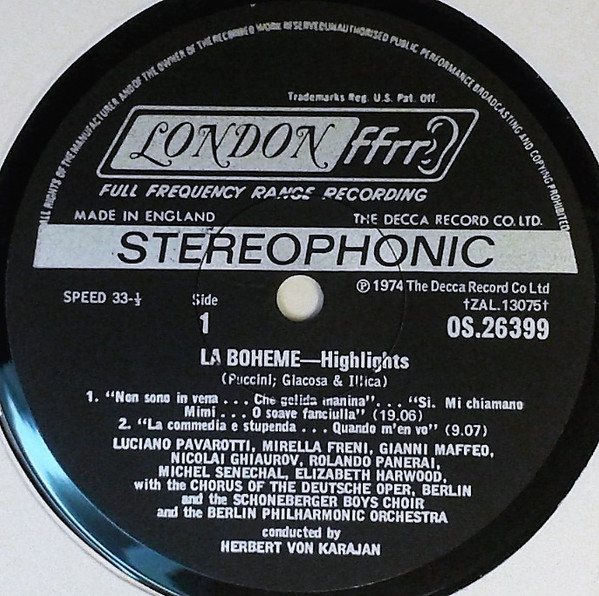 ALL RIGHTS OF THE MANUFACTURER AND OF THE OWNER OF THE RECORDED WORK RESERVED UNAUTHORISED PUBLIC PERFORMANCE BROADCASTING AND COPYING PROHIBITED
Trademarks Reg. U.S. Pat. Off.
LONDON ffrr
FULL FREQUENCY RANGE RECORDING
MADE IN ENGLAND THE DECCA RECORD CO. LTD.
STEREOPHONIC
℗ 1974 The Decca Record Co Ltd
SPEED 33-⅓ Side †ZAL.13075†
1 OS.26399
LA BOHEME—Highlights
(Puccini; Giacosa & Illica)
1. "Non sono in vena . . . Che gelida manina". . . "Si. Mi chiamano
Mimi . . . O soave fanciulla" (19.06)
2. "La commedia e stupenda . . . Quando m'en vo" (9.07)
LUCIANO PAVAROTTI, MIRELLA FRENI, GIANNI MAFFEO,
NICOLAI GHIAUROV, ROLANDO PANERAI,
MICHEL SENECHAL, ELIZABETH HARWOOD,
with the CHORUS OF THE DEUTSCHE OPER, BERLIN
and the SCHONEBERGER BOYS CHOIR
and the BERLIN PHILHARMONIC ORCHESTRA
conducted by
HERBERT VON KARAJAN